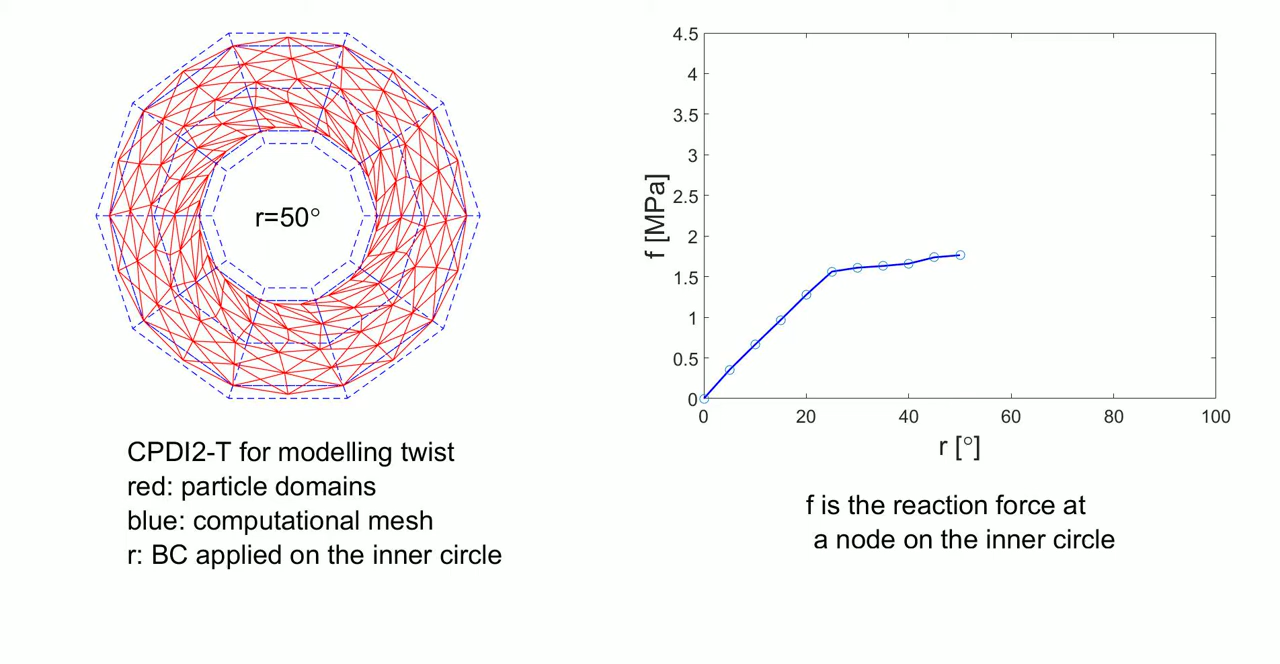 r=50°
CPDI2-T for modelling twist
red: particle domains
blue: computational mesh
r: BC applied on the inner circle
4.5
4
3.5
3
2.5
2
1.5
1
0.5
0
f [MPa]
0 20 40 60 80 100
r [°]
f is the reaction force at
a node on the inner circle